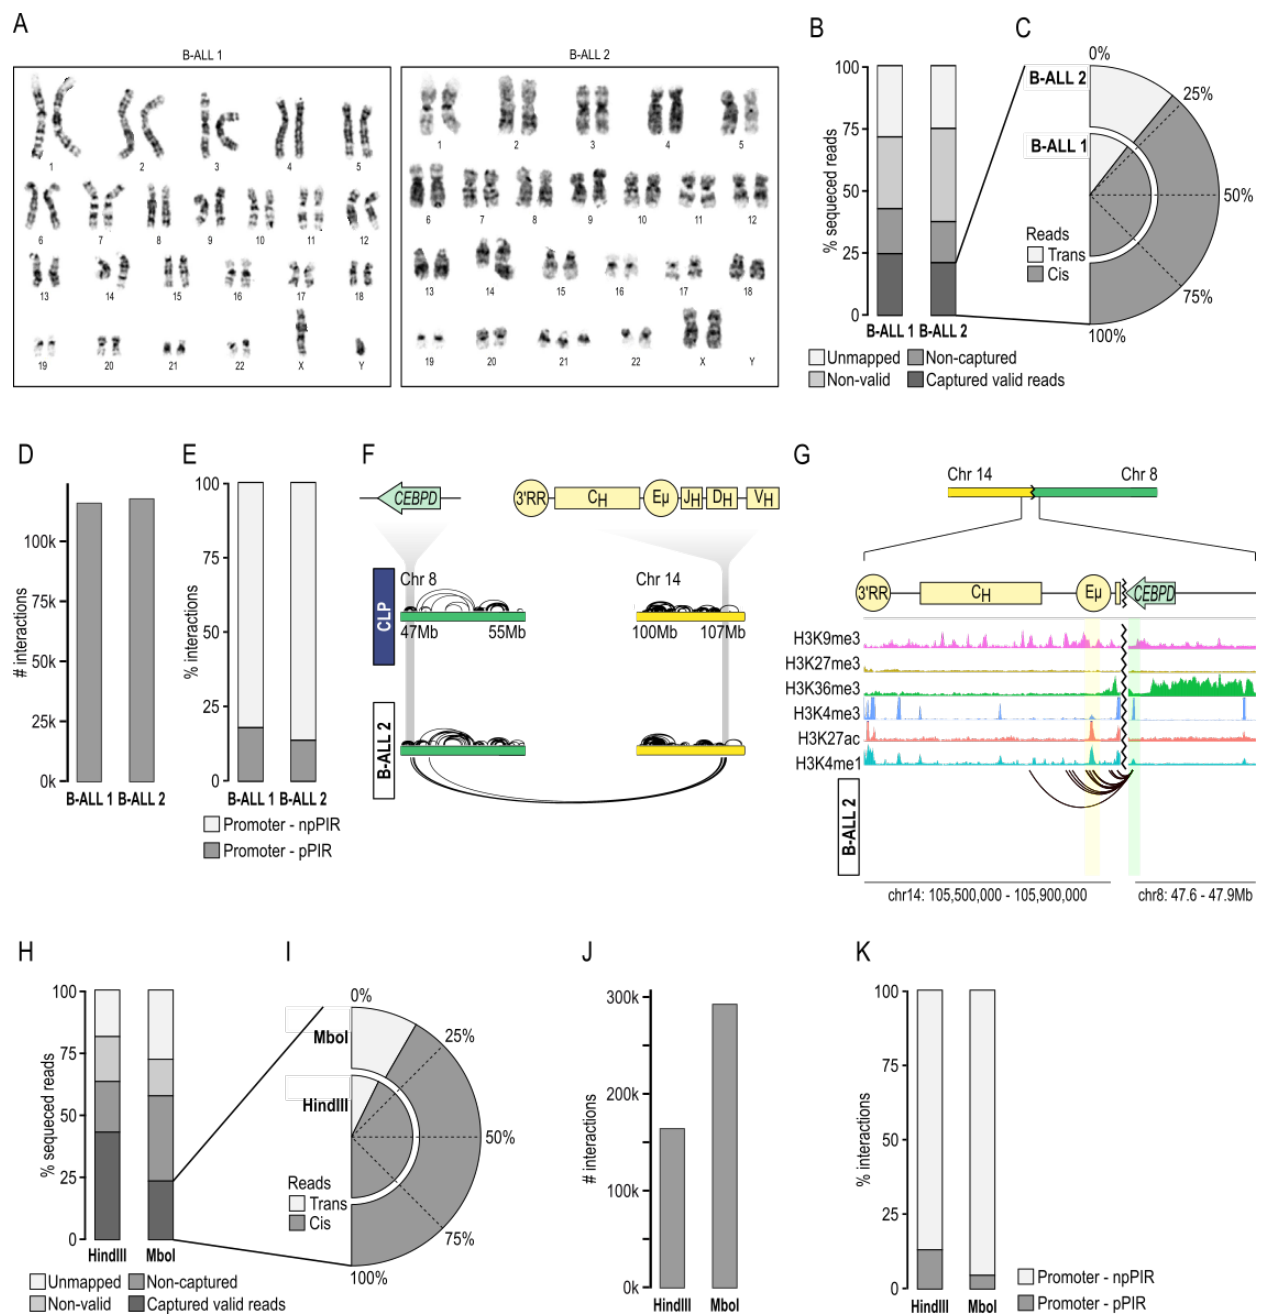 A
B-ALL 1
1 2 3 4 5
6 7 8 9 10 11 12
13 14 15 16 17 18
19 20 21 22 X Y
B-ALL 2
1 2 3 4 5
6 7 8 9 10 11 12
13 14 15 16 17 18
19 20 21 22 X Y
B
% sequeced reads
100
75
50
25
0
B-ALL 1 B-ALL 2
Unmapped
Non-captured
Non-valid
Captured valid reads
C
0%
25%
50%
75%
100%
B-ALL 2
B-ALL 1
Reads
Trans
Cis
D
# interactions
100k
75k
50k
25k
0k
B-ALL 1 B-ALL 2
E
% interactions
100
75
50
25
0
B-ALL 1 B-ALL 2
Promoter - npPIR
Promoter - pPIR
F
CEBPD
3'RR CH Eμ JH DH VH
CLP
Chr 8
47Mb 55Mb
Chr 14
100Mb 107Mb
B-ALL 2
G
Chr 14 Chr 8
3'RR CH Eμ CEBPD
H3K9me3
H3K27me3
H3K36me3
H3K4me3
H3K27ac
H3K4me1
B-ALL 2
chr14: 105,500,000 - 105,900,000
chr8: 47.6 - 47.9Mb
H
% sequeced reads
100
75
50
25
0
HindIII MboI
Unmapped
Non-captured
Non-valid
Captured valid reads
I
0%
25%
50%
75%
100%
MboI
HindIII
Reads
Trans
Cis
J
# interactions
300k
200k
100k
0k
HindIII MboI
K
% interactions
100
75
50
25
0
HindIII MboI
Promoter - npPIR
Promoter - pPIR